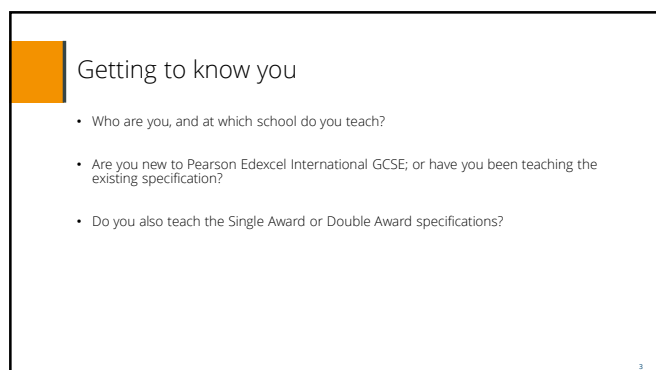 Getting to know you
• Who are you, and at which school do you teach?
• Are you new to Pearson Edexcel International GCSE; or have you been teaching the
existing specification?
• Do you also teach the Single Award or Double Award specifications?
3